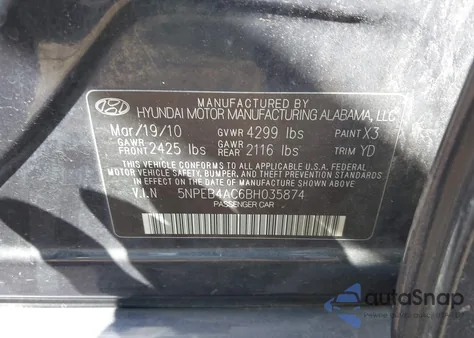 MANUFACTURED BY
HYUNDAI MOTOR MANUFACTURING ALABAMA, LLC
Mar/19/10 GVWR 4299 lbs PAINT X3
GAWR FRONT 2425 lbs GAWR REAR 2116 lbs TRIM YD
THIS VEHICLE CONFORMS TO ALL APPLICABLE U.S. FEDERAL
MOTOR VEHICLE SAFETY, BUMPER, AND THEFT PREVENTION
STANDARDS IN EFFECT ON THE DATE OF MANUFACTURE SHOWN ABOVE.
V.I.N 5NPEB4AC6BH035874
PASSENGER CAR
autoSnap